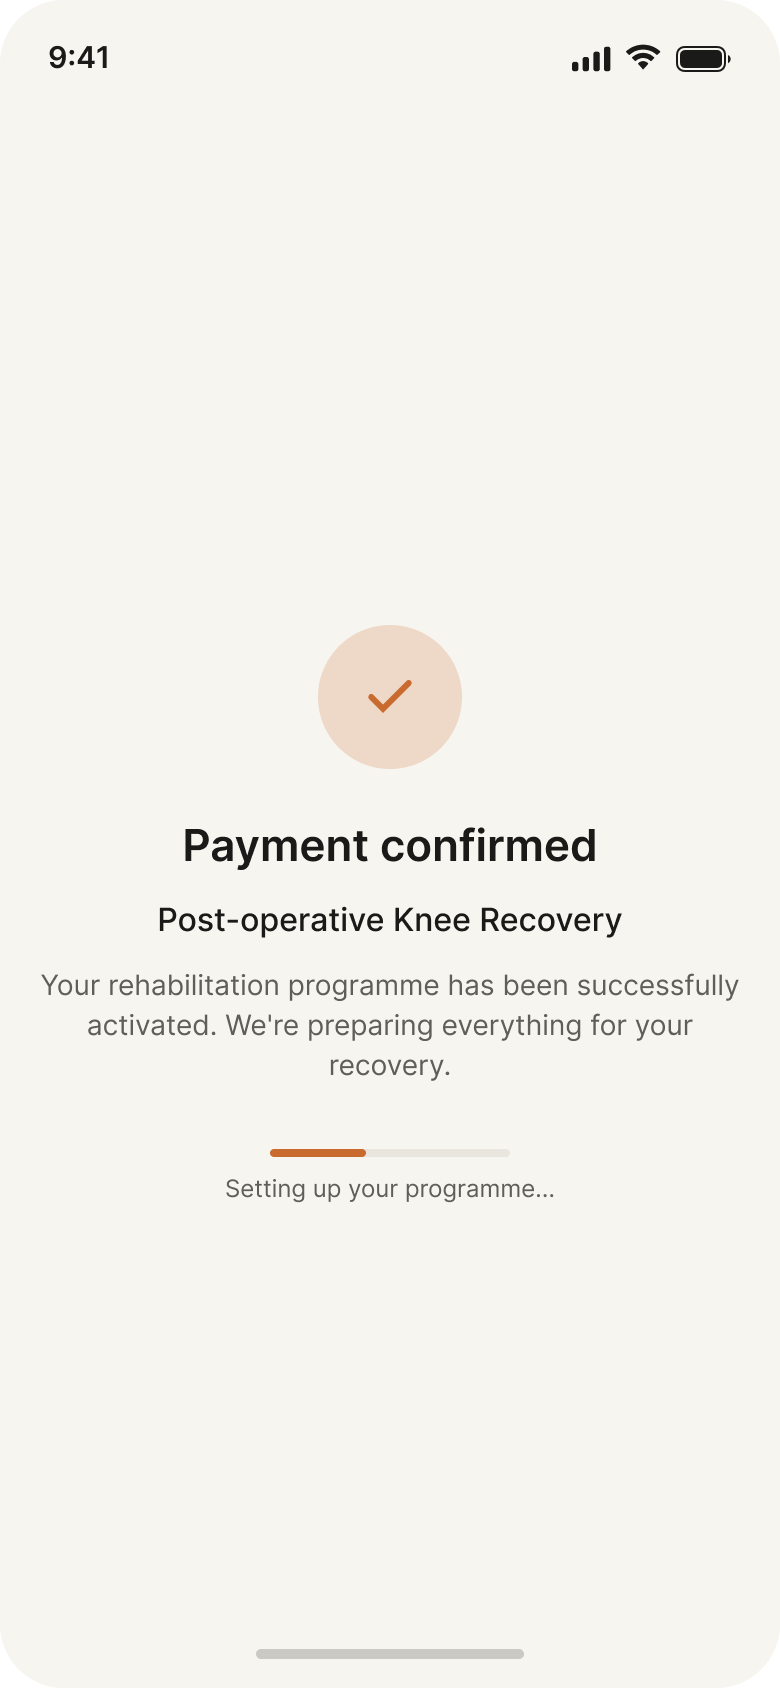 9:41
Payment confirmed
Post-operative Knee Recovery
Your rehabilitation programme has been successfully
activated. We're preparing everything for your
recovery.
Setting up your programme...